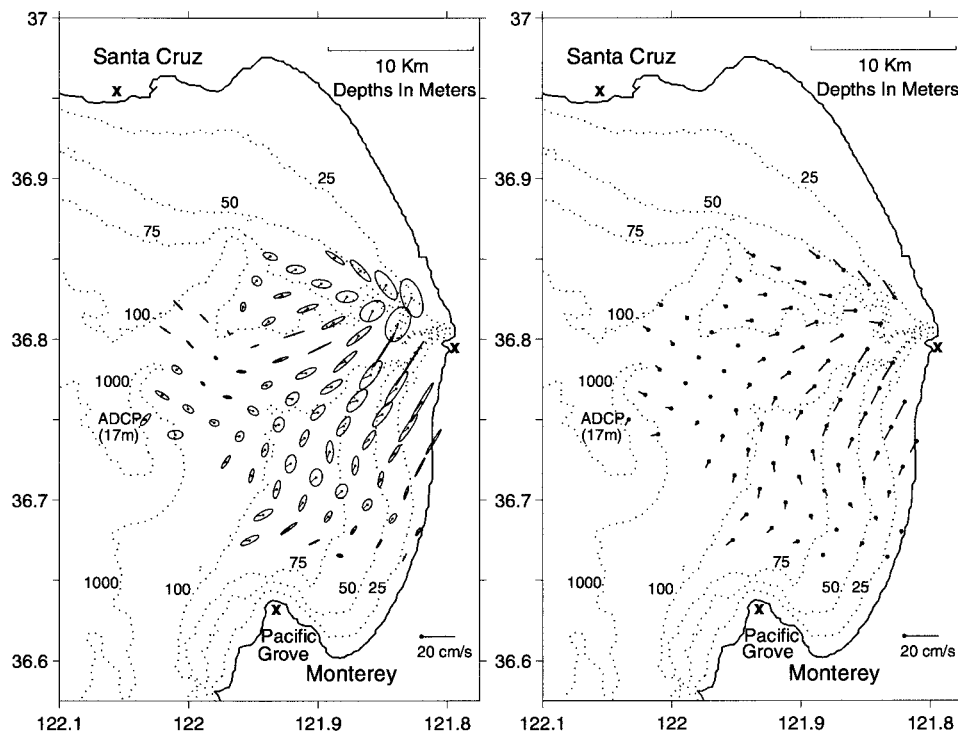 37
Santa Cruz
x
10 Km
Depths In Meters
36.9
25
50
75
100
36.8
x
1000
ADCP
(17m)
36.7
1000
100
75
50
25
x
Pacific
Grove
Monterey
20 cm/s
36.6
122.1
122
121.9
121.8
37
Santa Cruz
x
10 Km
Depths In Meters
36.9
25
50
75
100
36.8
x
1000
ADCP
(17m)
36.7
1000
100
75
50
25
x
Pacific
Grove
Monterey
20 cm/s
36.6
122.1
122
121.9
121.8